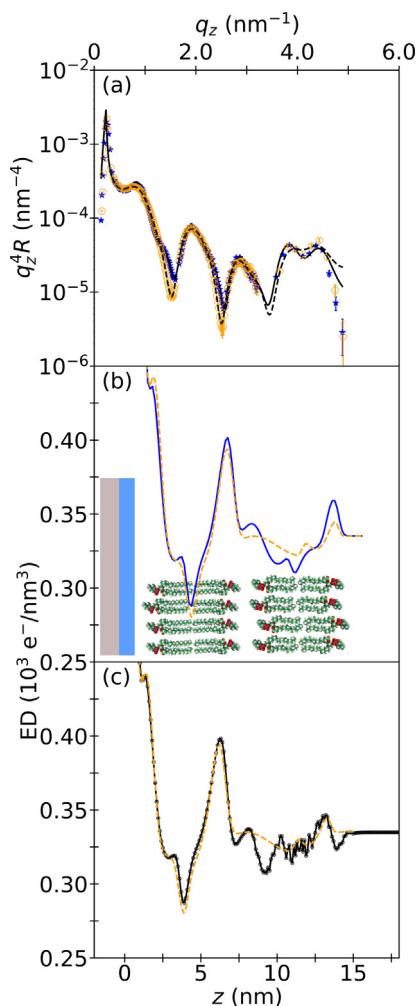 q_z (nm⁻¹)
0 2.0 4.0 6.0
10⁻²
(a)
10⁻³
q_z⁴R (nm⁻⁴)
10⁻⁴
10⁻⁵
10⁻⁶
(b)
0.40
0.35
0.30
ED (10³ e⁻/nm³)
0.25
(c)
0.40
0.35
0.30
0.25
0 5 10 15
z (nm)